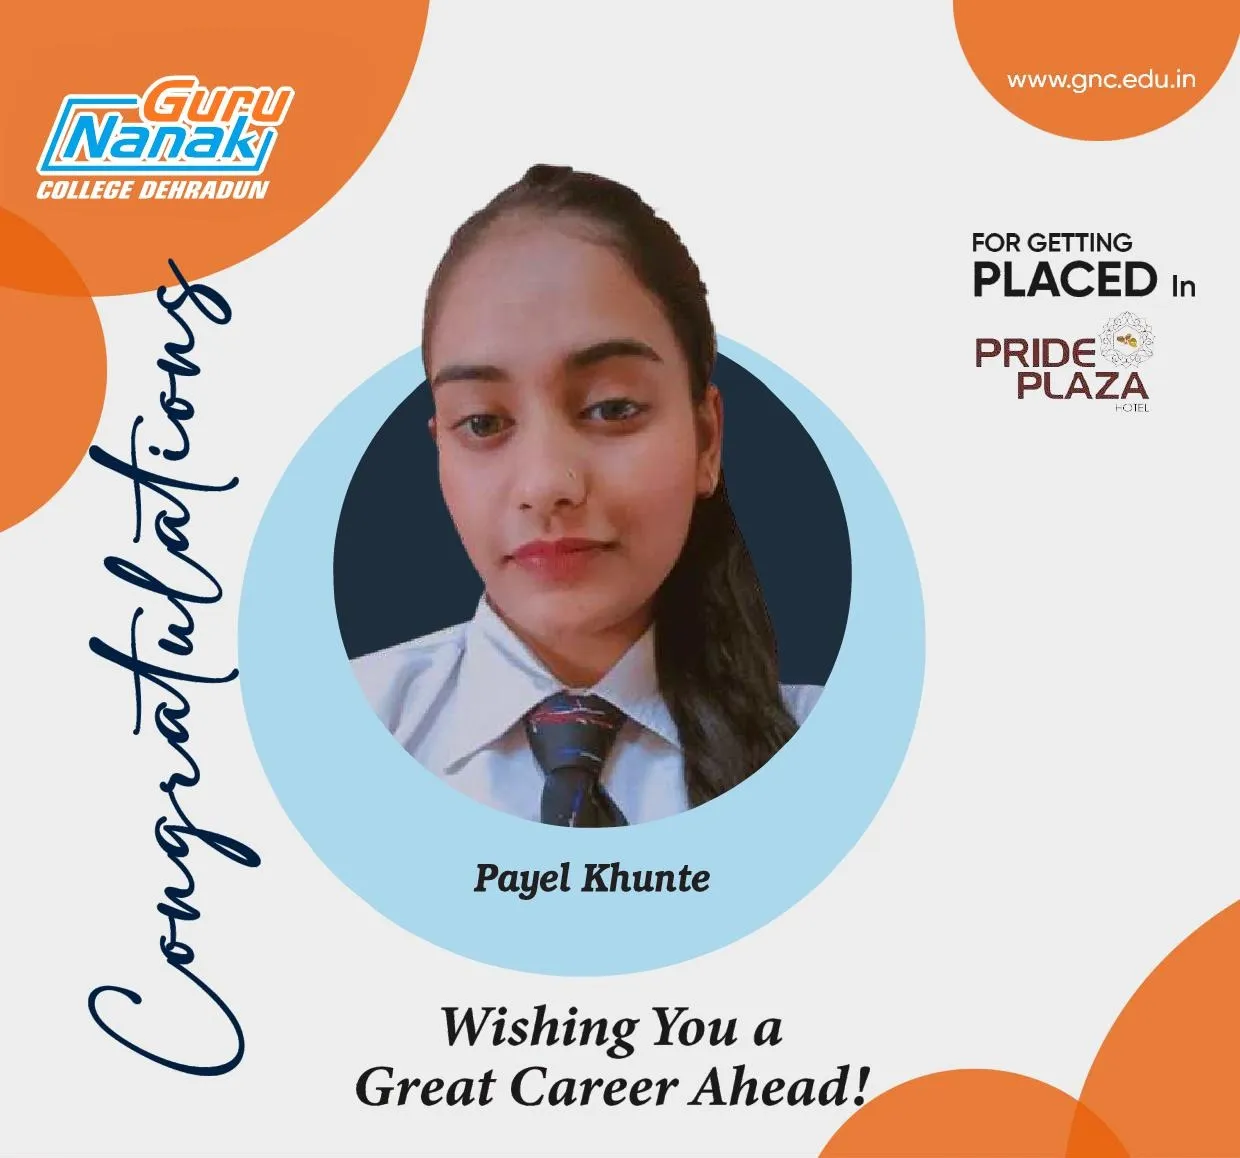 Guru
Nanak
COLLEGE DEHRADUN
www.gnc.edu.in
Congratulations
FOR GETTING
PLACED In
PRIDE
PLAZA
HOTEL
Payel Khunte
Wishing You a
Great Career Ahead!